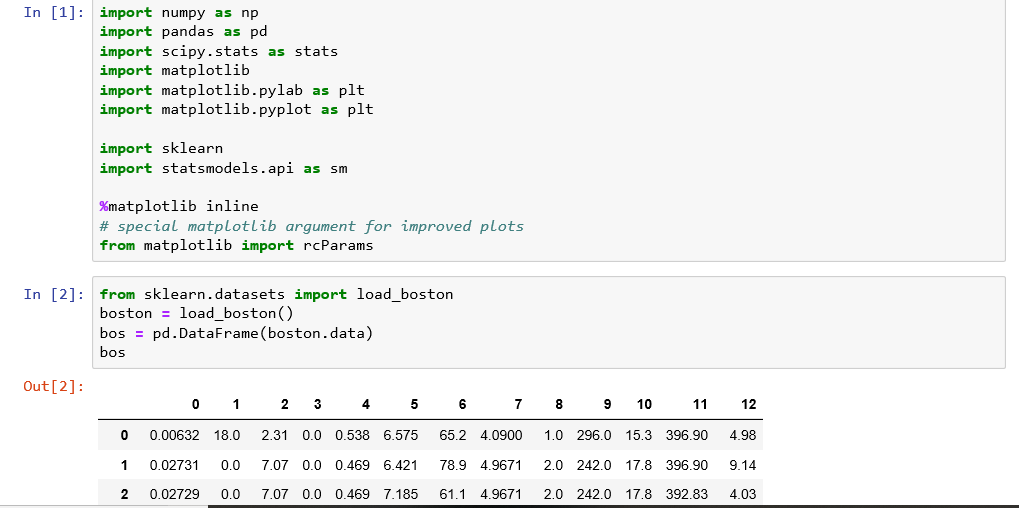 In [1]: import numpy as np
import pandas as pd
import scipy.stats as stats
import matplotlib
import matplotlib.pylab as plt
import matplotlib.pyplot as plt
import sklearn
import statsmodels.api as sm
%matplotlib inline
# special matplotlib argument for improved plots
from matplotlib import rcParams
In [2]: from sklearn.datasets import load_boston
boston = load_boston()
bos = pd.DataFrame(boston.data)
bos
Out[2]:
0 1 2 3 4 5 6 7 8 9 10 11 12
0 0.00632 18.0 2.31 0.0 0.538 6.575 65.2 4.0900 1.0 296.0 15.3 396.90 4.98
1 0.02731 0.0 7.07 0.0 0.469 6.421 78.9 4.9671 2.0 242.0 17.8 396.90 9.14
2 0.02729 0.0 7.07 0.0 0.469 7.185 61.1 4.9671 2.0 242.0 17.8 392.83 4.03